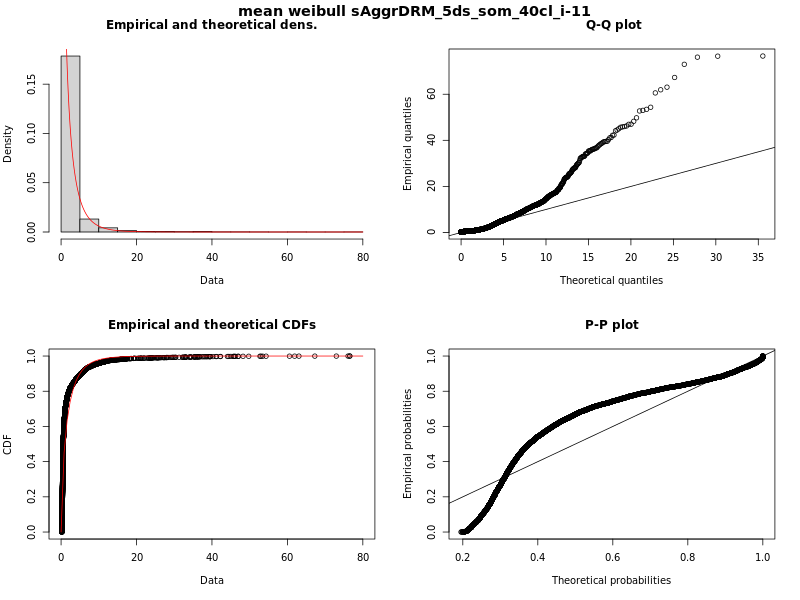 mean weibull sAggrDRM_5ds_som_40cl_i-11
Empirical and theoretical dens.
Density
0.00 0.05 0.10 0.15
0 20 40 60 80
Data
Q-Q plot
Empirical quantiles
0 20 40 60
0 5 10 15 20 25 30 35
Theoretical quantiles
Empirical and theoretical CDFs
CDF
0.0 0.2 0.4 0.6 0.8 1.0
0 20 40 60 80
Data
P-P plot
Empirical probabilities
0.0 0.2 0.4 0.6 0.8 1.0
0.2 0.4 0.6 0.8 1.0
Theoretical probabilities